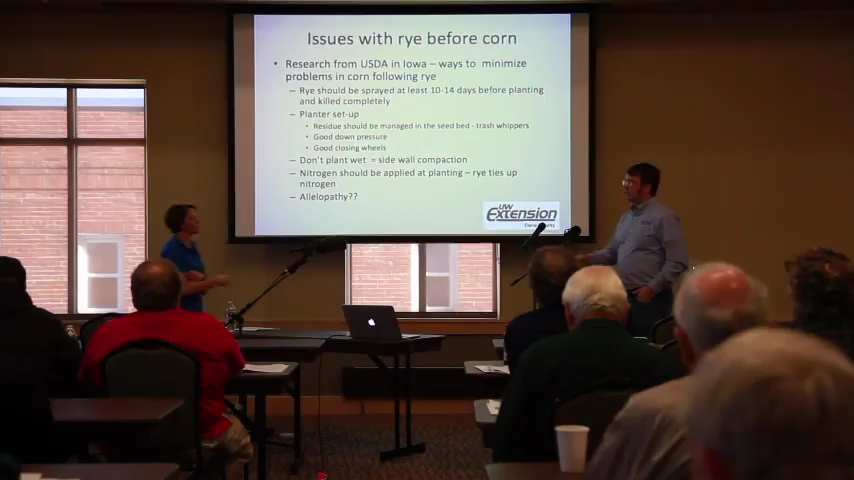 Issues with rye before corn
• Research from USDA in Iowa – ways to minimize
problems in corn following rye
– Rye should be sprayed at least 10-14 days before planting
and killed completely
– Planter set-up
• Residue should be managed in the seed bed - trash whippers
• Good down pressure
• Good closing wheels
– Don't plant wet = side wall compaction
– Nitrogen should be applied at planting – rye ties up
nitrogen
– Allelopathy??
UW
Extension